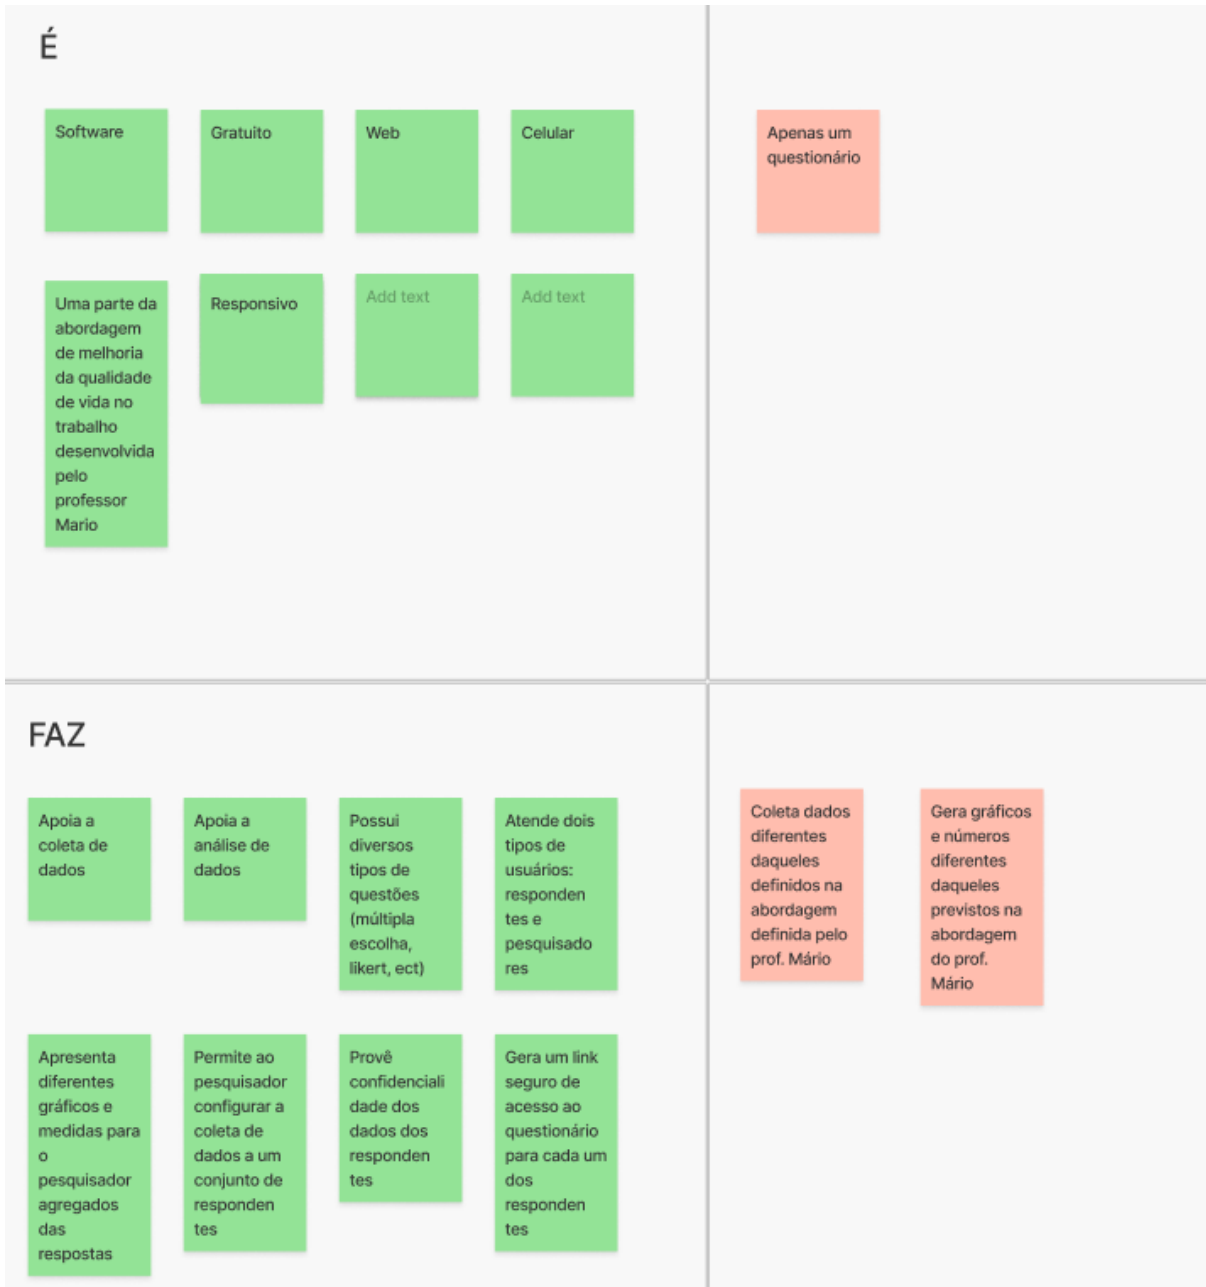 É
Software
Gratuito
Web
Celular
Apenas um
questionário
Uma parte da
abordagem
de melhoria
da qualidade
de vida no
trabalho
desenvolvida
pelo
professor
Mario
Responsivo
Add text
Add text
FAZ
Apoia a
coleta de
dados
Apoia a
análise de
dados
Possui
diversos
tipos de
questões
(múltipla
escolha,
likert, ect)
Atende dois
tipos de
usuários:
responden
tes e
pesquisado
res
Coleta dados
diferentes
daqueles
definidos na
abordagem
definida pelo
prof. Mário
Gera gráficos
e números
diferentes
daqueles
previstos na
abordagem
do prof.
Mário
Apresenta
diferentes
gráficos e
medidas para
o
pesquisador
agregados
das
respostas
Permite ao
pesquisador
configurar a
coleta de
dados a um
conjunto de
responden
tes
Provê
confidenciali
dade dos
dados dos
responden
tes
Gera um link
seguro de
acesso ao
questionário
para cada um
dos
responden
tes